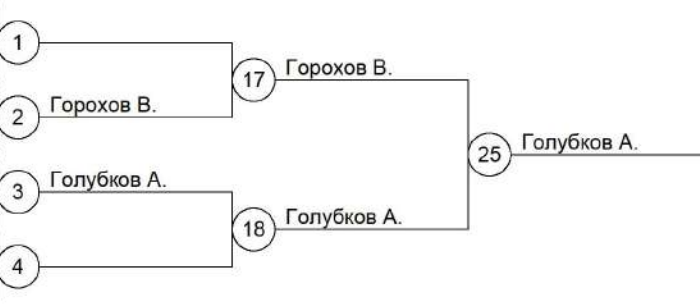 1
17 Горохов В.
2 Горохов В.
25 Голубков А.
3 Голубков А.
18 Голубков А.
4